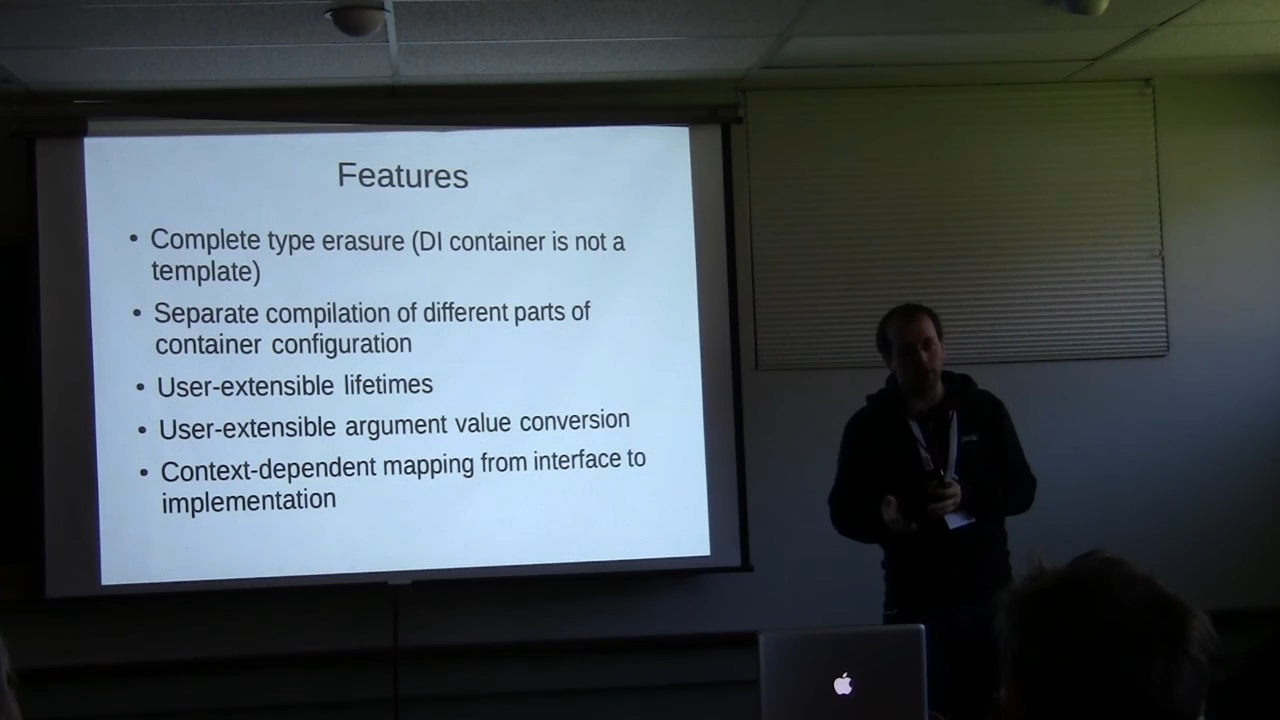 Features
• Complete type erasure (DI container is not a
template)
• Separate compilation of different parts of
container configuration
• User-extensible lifetimes
• User-extensible argument value conversion
• Context-dependent mapping from interface to
implementation